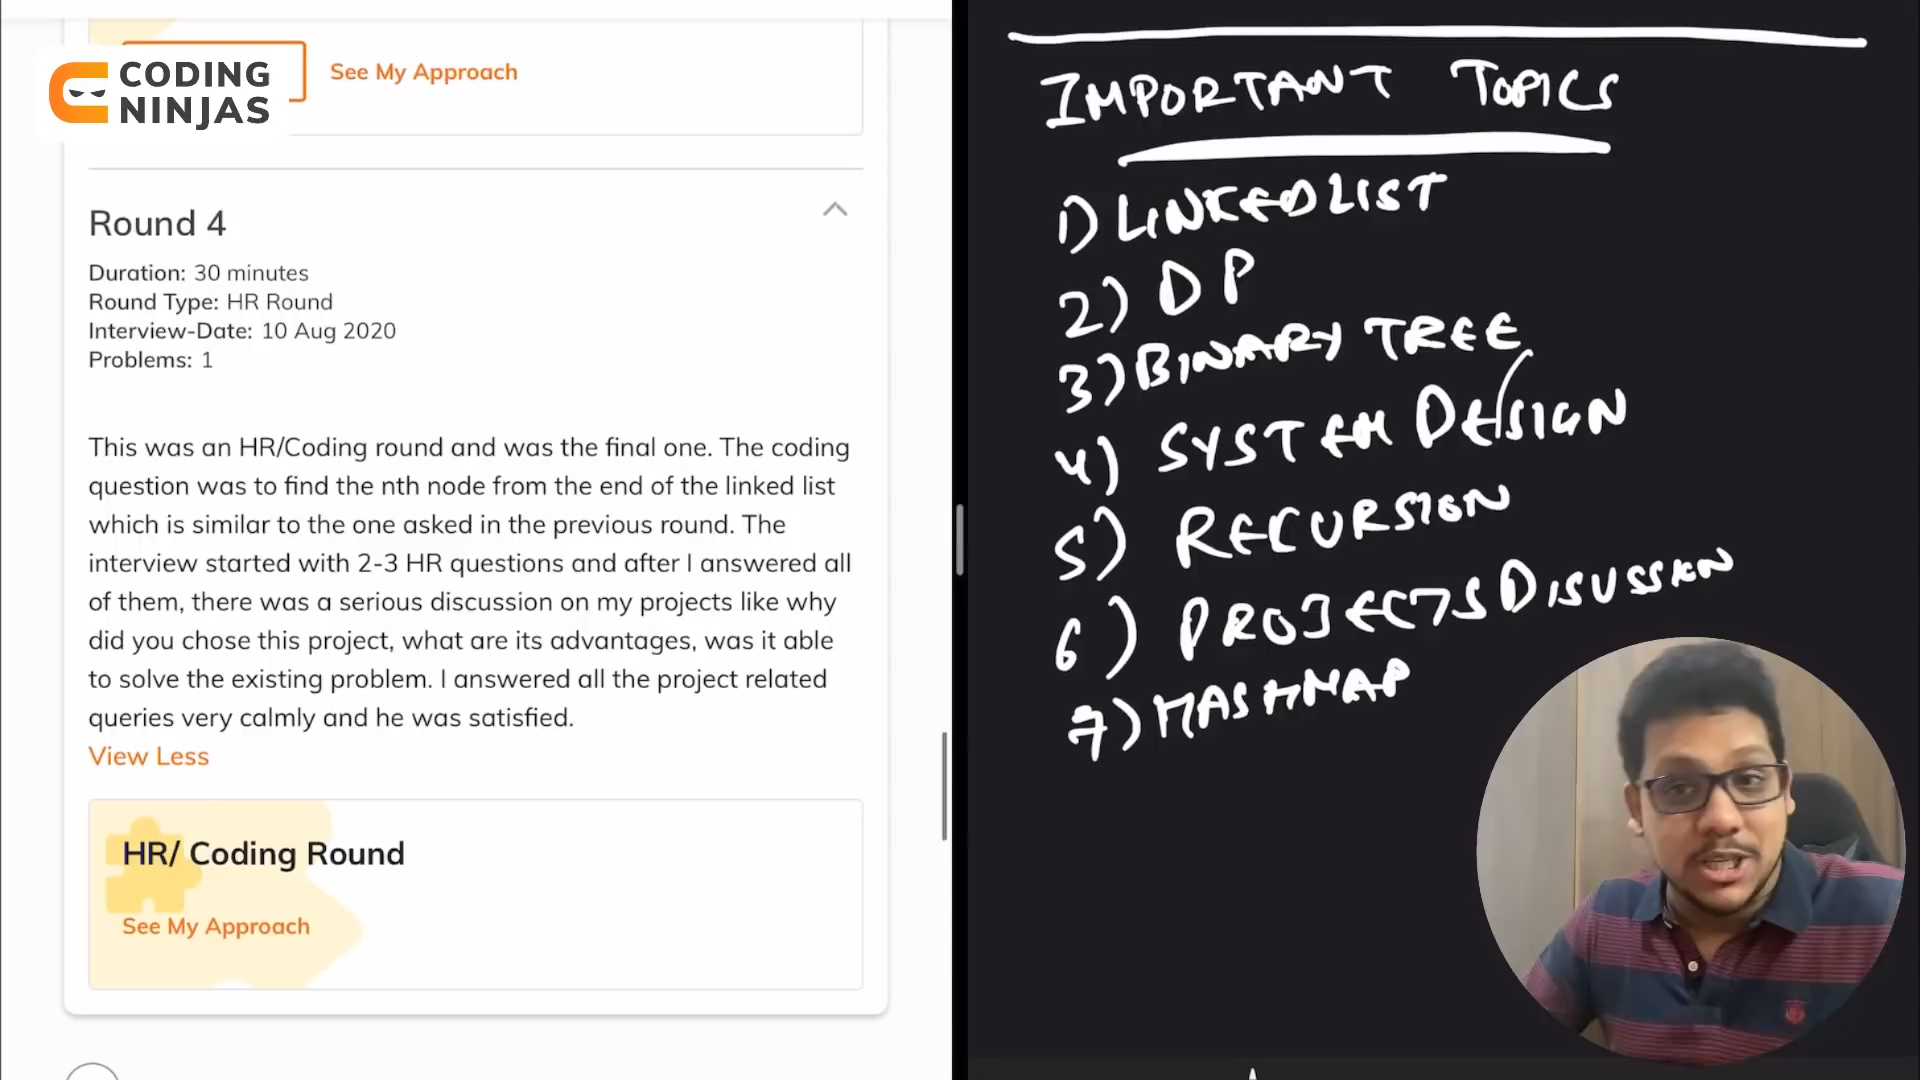 CODING
NINJAS
See My Approach
Round 4
Duration: 30 minutes
Round Type: HR Round
Interview-Date: 10 Aug 2020
Problems: 1
This was an HR/Coding round and was the final one. The coding
question was to find the nth node from the end of the linked list
which is similar to the one asked in the previous round. The
interview started with 2-3 HR questions and after I answered all
of them, there was a serious discussion on my projects like why
did you chose this project, what are its advantages, was it able
to solve the existing problem. I answered all the project related
queries very calmly and he was satisfied.
View Less
HR/ Coding Round
See My Approach
IMPORTANT TOPICS
1) LINKED LIST
2) DP
3) BINARY TREE
4) SYSTEM DESIGN
5) RECURSION
6) PROJECTS DISUSSION
7) HASHMAP